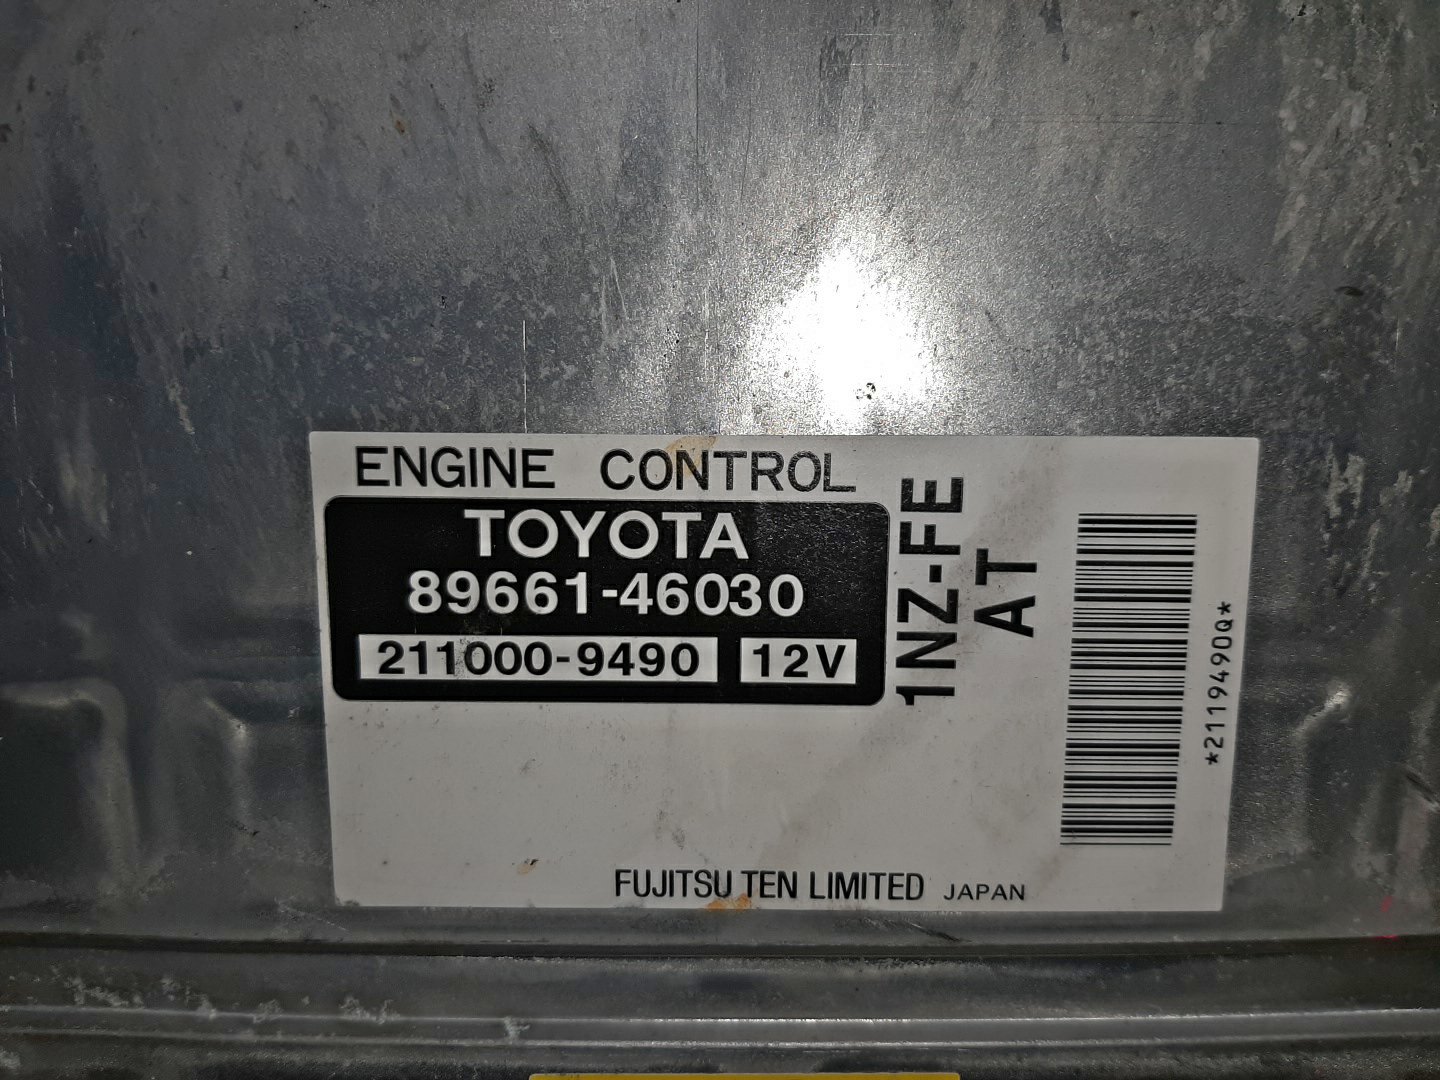 ENGINE CONTROL
TOYOTA
89661-46030
211000-9490 12V
1NZ-FE
AT
*2119490Q*
FUJITSU TEN LIMITED JAPAN